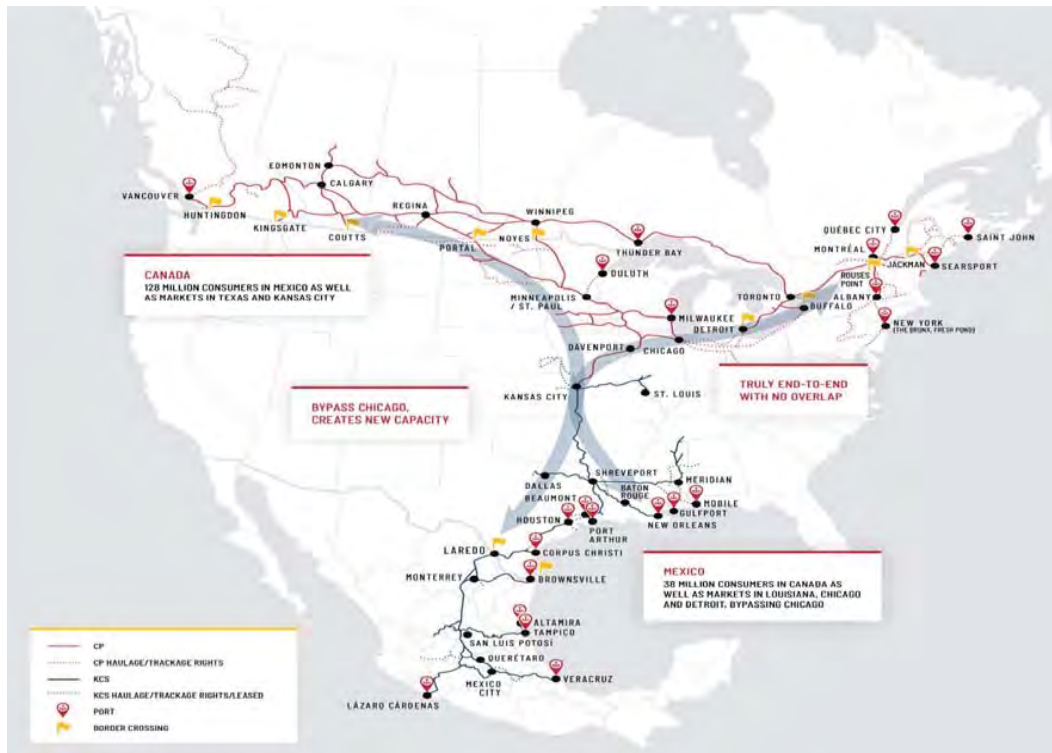 EDMONTON
CALGARY
VANCOUVER
HUNTINGDON
KINGSGATE
COUTTS
REGINA
PORTAL
NOYES
WINNIPEG
THUNDER BAY
DULUTH
MINNEAPOLIS
/ ST. PAUL
QUÉBEC CITY
SAINT JOHN
MONTRÉAL
JACKMAN
SEARSPORT
ROUSES
POINT
TORONTO
ALBANY
BUFFALO
MILWAUKEE
DETROIT
NEW YORK
(THE BRONX, FRESH POND)
DAVENPORT
CHICAGO
CANADA
128 MILLION CONSUMERS IN MEXICO AS WELL
AS MARKETS IN TEXAS AND KANSAS CITY
BYPASS CHICAGO,
CREATES NEW CAPACITY
KANSAS CITY
ST. LOUIS
TRULY END-TO-END
WITH NO OVERLAP
SHREVEPORT
DALLAS
MERIDIAN
BATON
ROUGE
BEAUMONT
MOBILE
GULFPORT
NEW ORLEANS
HOUSTON
PORT
ARTHUR
LAREDO
CORPUS CHRISTI
MONTERREY
BROWNSVILLE
MEXICO
38 MILLION CONSUMERS IN CANADA AS
WELL AS MARKETS IN LOUISIANA, CHICAGO
AND DETROIT, BYPASSING CHICAGO
ALTAMIRA
TAMPICO
SAN LUIS POTOSÍ
QUERÉTARO
MEXICO
CITY
VERACRUZ
LÁZARO CÁRDENAS
CP
CP HAULAGE/TRACKAGE RIGHTS
KCS
KCS HAULAGE/TRACKAGE RIGHTS/LEASED
PORT
BORDER CROSSING